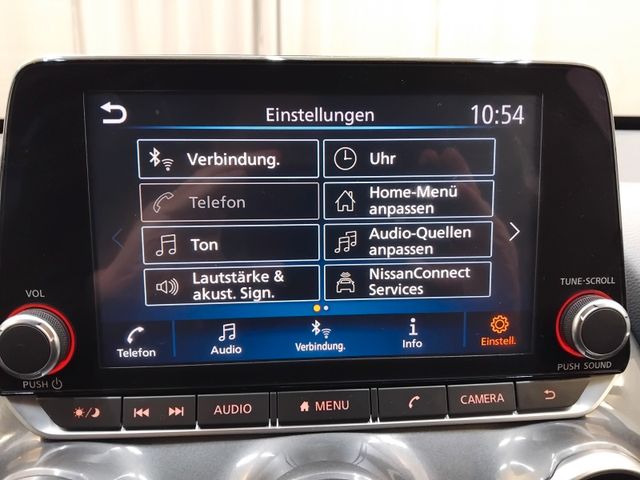 Einstellungen 10:54
Verbindung. Uhr
Telefon Home-Menü
anpassen
Ton Audio-Quellen
anpassen
Lautstärke &
akust. Sign.
NissanConnect
Services
Telefon Audio Verbindung. Info Einstell.
VOL
PUSH
TUNE·SCROLL
PUSH SOUND
AUDIO MENU CAMERA